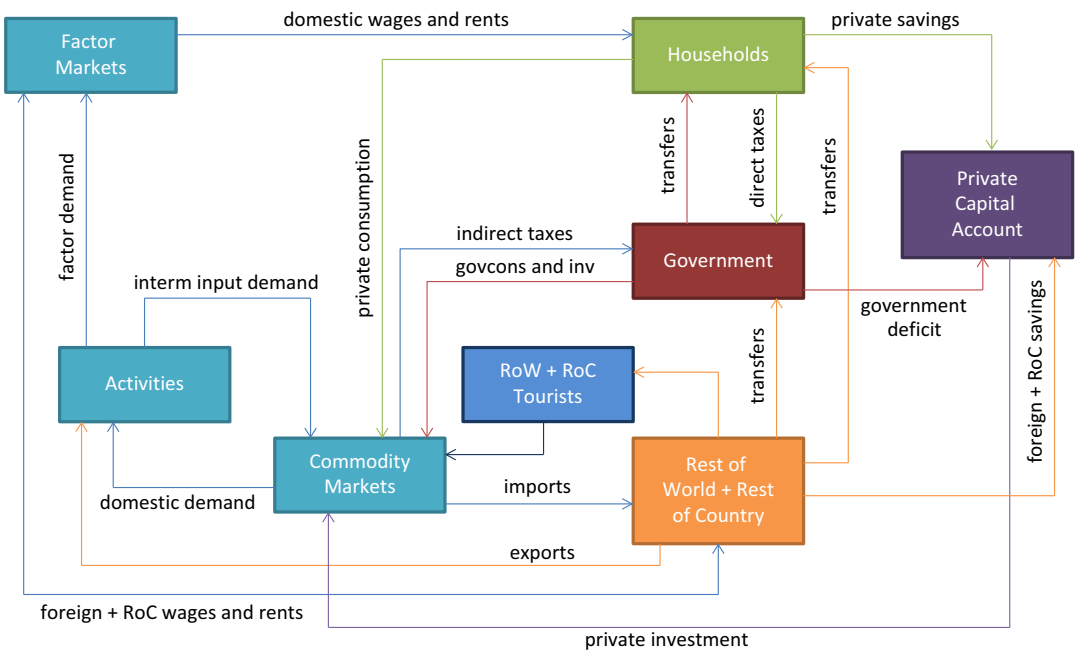 domestic wages and rents
private savings
Factor
Markets
Households
factor demand
private consumption
transfers
direct taxes
transfers
Private
Capital
Account
indirect taxes
govcons and inv
Government
interm input demand
government
deficit
transfers
foreign + RoC savings
Activities
RoW + RoC
Tourists
Commodity
Markets
Rest of
World + Rest
of Country
domestic demand
imports
exports
foreign + RoC wages and rents
private investment